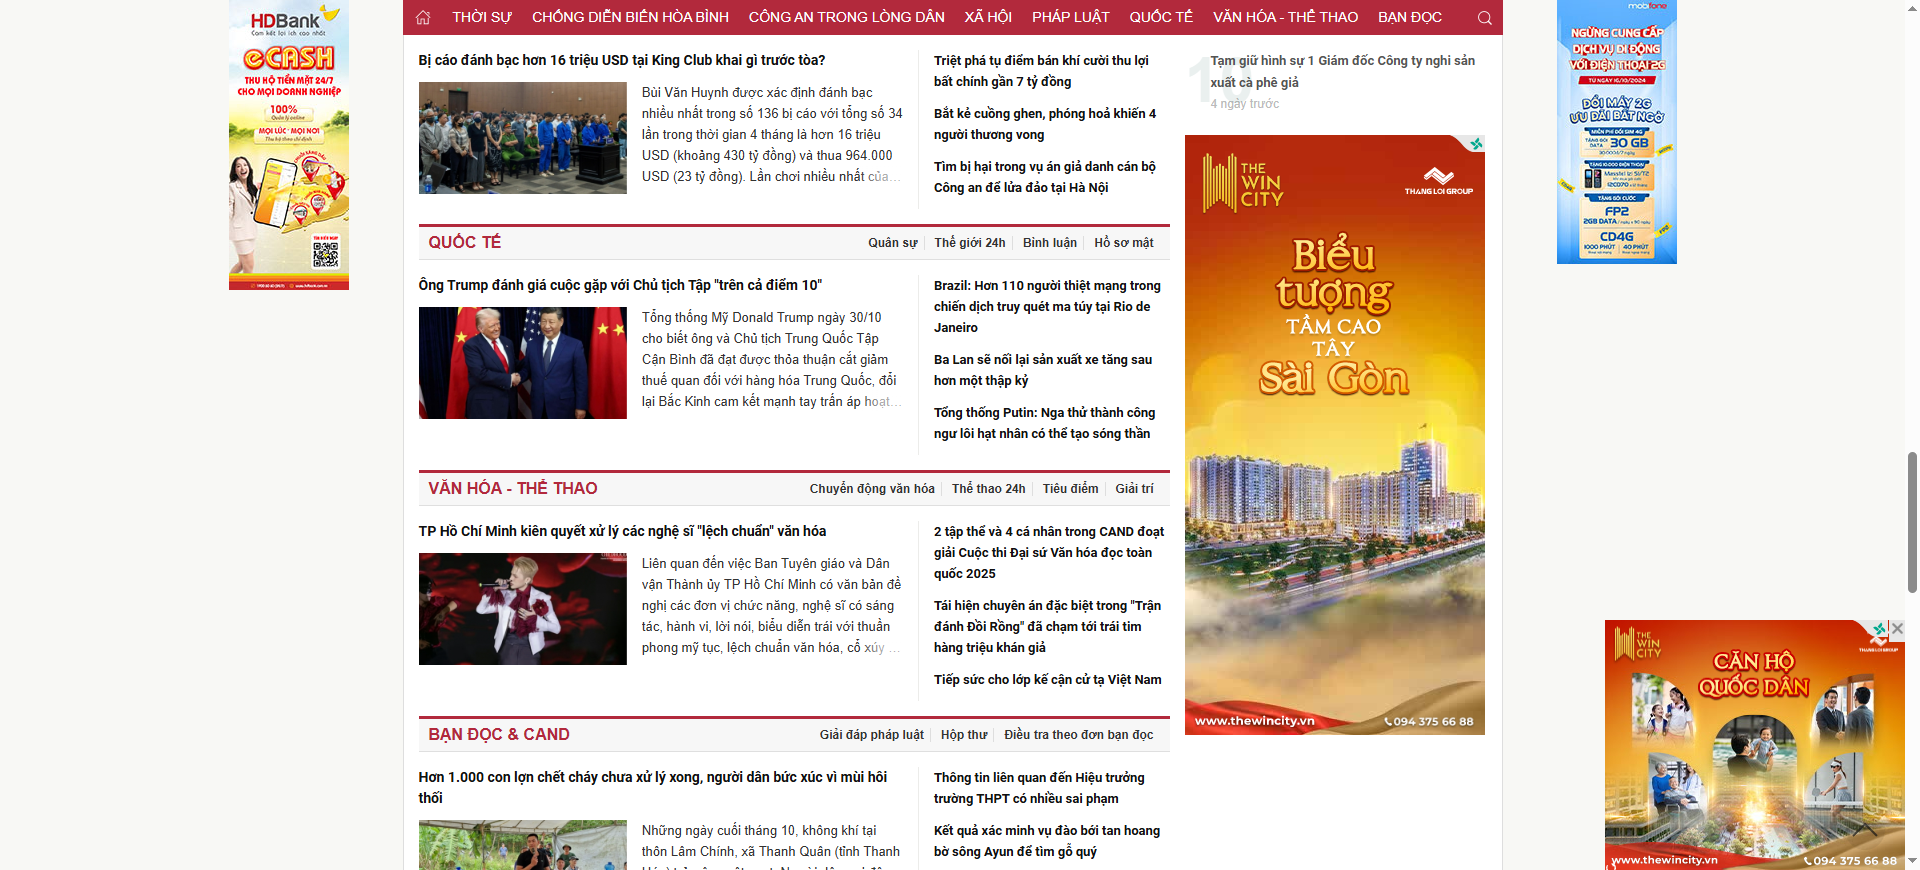 HDBank
Cam kết lợi ích cao nhất
eCASH
THU HỘ TIỀN MẶT 24/7
CHO MỌI DOANH NGHIỆP
100%
Quản lý online
MỌI LÚC - MỌI NƠI
Thu hộ tiền mặt
THỜI SỰ
CHỐNG DIỄN BIẾN HÒA BÌNH
CÔNG AN TRONG LÒNG DÂN
XÃ HỘI
PHÁP LUẬT
QUỐC TẾ
VĂN HÓA - THỂ THAO
BẠN ĐỌC
Bị cáo đánh bạc hơn 16 triệu USD tại King Club khai gì trước tòa?
Bùi Văn Huynh được xác định đánh bạc
nhiều nhất trong số 136 bị cáo với tổng số 34
lần trong thời gian 4 tháng là hơn 16 triệu
USD (khoảng 430 tỷ đồng) và thua 964.000
USD (23 tỷ đồng). Lần chơi nhiều nhất của...
Triệt phá tụ điểm bán khí cười thu lợi
bất chính gần 7 tỷ đồng
Bắt kẻ cuồng ghen, phóng hoả khiến 4
người thương vong
Tìm bị hại trong vụ án giả danh cán bộ
Công an để lừa đảo tại Hà Nội
QUỐC TẾ
Quân sự
Thế giới 24h
Bình luận
Hồ sơ mật
Ông Trump đánh giá cuộc gặp với Chủ tịch Tập "trên cả điểm 10"
Tổng thống Mỹ Donald Trump ngày 30/10
cho biết ông và Chủ tịch Trung Quốc Tập
Cận Bình đã đạt được thỏa thuận cắt giảm
thuế quan đối với hàng hóa Trung Quốc, đổi
lại Bắc Kinh cam kết mạnh tay trấn áp hoạt...
Brazil: Hơn 110 người thiệt mạng trong
chiến dịch truy quét ma túy tại Rio de
Janeiro
Ba Lan sẽ nối lại sản xuất xe tăng sau
hơn một thập kỷ
Tổng thống Putin: Nga thử thành công
ngư lôi hạt nhân có thể tạo sóng thần
VĂN HÓA - THỂ THAO
Chuyển động văn hóa
Thể thao 24h
Tiêu điểm
Giải trí
TP Hồ Chí Minh kiên quyết xử lý các nghệ sĩ "lệch chuẩn" văn hóa
Liên quan đến việc Ban Tuyên giáo và Dân
vận Thành ủy TP Hồ Chí Minh có văn bản đề
nghị các đơn vị chức năng, nghệ sĩ có sáng
tác, hành vi, lời nói, biểu diễn trái với thuần
phong mỹ tục, lệch chuẩn văn hóa, cổ xúy ...
2 tập thể và 4 cá nhân trong CAND đoạt
giải Cuộc thi Đại sứ Văn hóa đọc toàn
quốc 2025
Tái hiện chuyên án đặc biệt trong "Trận
đánh Đồi Rồng" đã chạm tới trái tim
hàng triệu khán giả
Tiếp sức cho lớp kế cận cử tạ Việt Nam
BẠN ĐỌC & CAND
Giải đáp pháp luật
Hộp thư
Điều tra theo đơn bạn đọc
Hơn 1.000 con lợn chết cháy chưa xử lý xong, người dân bức xúc vì mùi hôi
thối
Những ngày cuối tháng 10, không khí tại
thôn Lâm Chính, xã Thanh Quân (tỉnh Thanh
Thông tin liên quan đến Hiệu trưởng
trường THPT có nhiều sai phạm
Kết quả xác minh vụ đào bới tan hoang
bờ sông Ayun để tìm gỗ quý
10
Tạm giữ hình sự 1 Giám đốc Công ty nghi sản
xuất cà phê giả
4 ngày trước
THE
WIN
CITY
THANG LOI GROUP
Biểu
tượng
TẦM CAO
TÂY
Sài Gòn
www.thewincity.vn
094 375 66 88
mobifone
NGỪNG CUNG CẤP
DỊCH VỤ DI ĐỘNG
VỚI ĐIỆN THOẠI 2G
TỪ NGÀY 16/10/2024
ĐỔI MÁY 2G
ƯU ĐÃI BẤT NGỜ
MIỄN PHÍ ĐỔI SIM 4G
30 GB
FP2
CD4G
THE
WIN
CITY
THANG LOI GROUP
CĂN HỘ
QUỐC DÂN
www.thewincity.vn
094 375 66 88